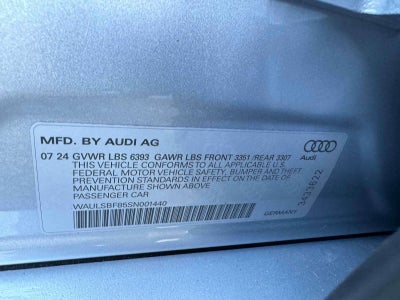 MFD. BY AUDI AG
07 24 GVWR LBS 6393 GAWR LBS FRONT 3351 /REAR 3307
THIS VEHICLE CONFORMS TO ALL APPLICABLE U.S.
FEDERAL MOTOR VEHICLE SAFETY, BUMPER AND THEFT
PREVENTION STANDARDS IN EFFECT ON THE DATE OF
MANUFACTURE SHOWN ABOVE
PASSENGER CAR
WAULSBF85SN001440
GERMANY
Audi
3433622